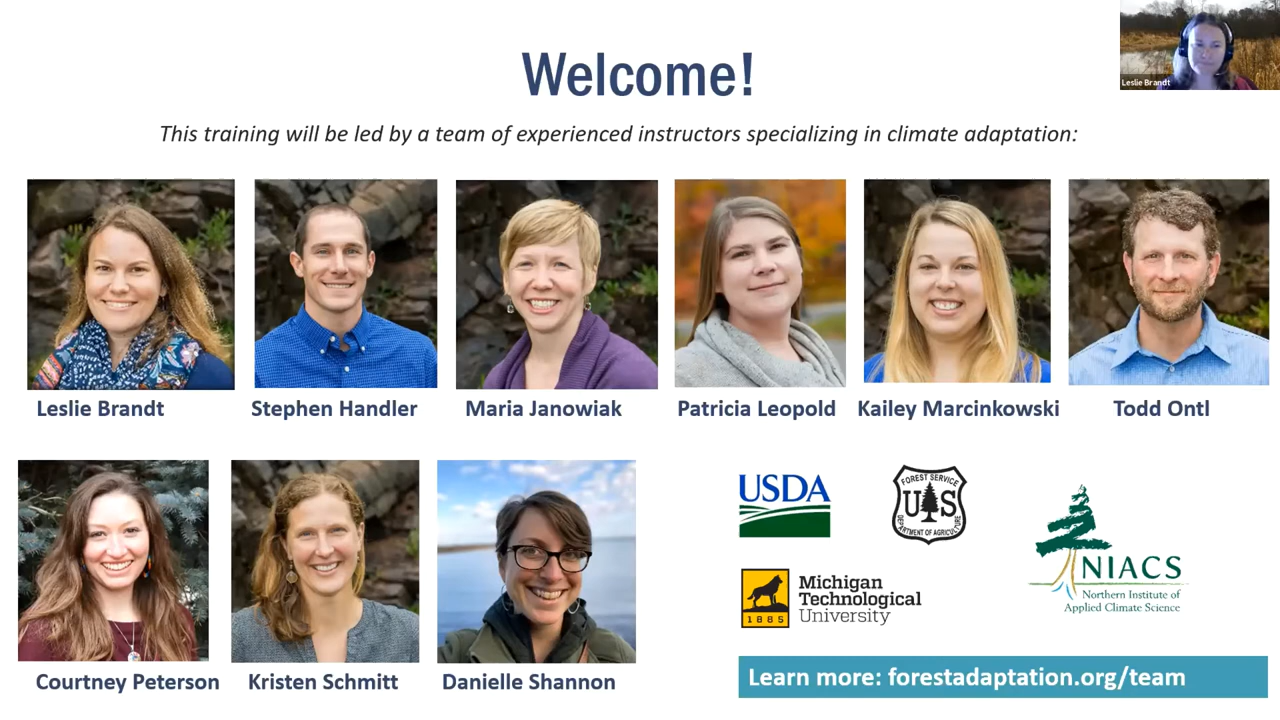 Welcome!
Leslie Brandt
This training will be led by a team of experienced instructors specializing in climate adaptation:
Leslie Brandt
Stephen Handler
Maria Janowiak
Patricia Leopold
Kailey Marcinkowski
Todd Ontl
Courtney Peterson
Kristen Schmitt
Danielle Shannon
USDA
FOREST SERVICE
US
DEPARTMENT OF AGRICULTURE
Michigan
Technological
University
1885
NIACS
Northern Institute of
Applied Climate Science
Learn more: forestadaptation.org/team